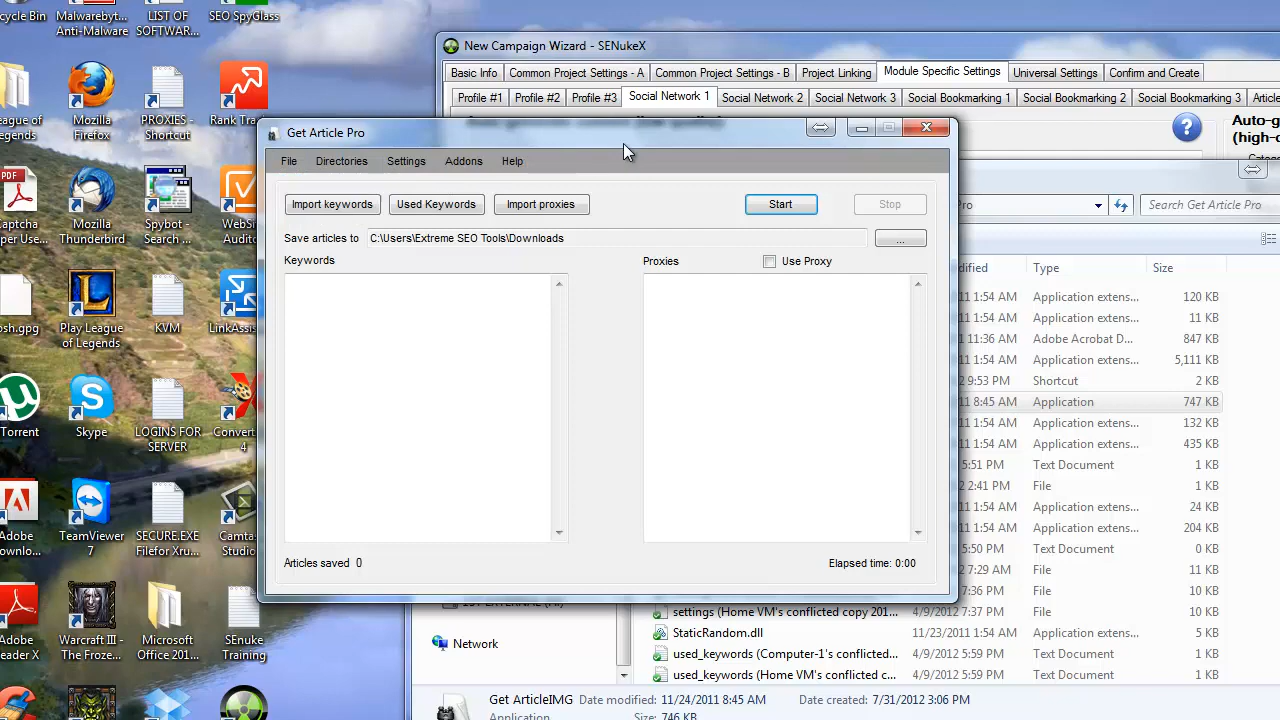 cycle Bin
Malwarebyt... Anti-Malware
LIST OF SOFTWAR...
SEO SpyGlass
eague of egends
Mozilla Firefox
PROXIES - Shortcut
Rank Tra
PDF
aptcha per Use...
Mozilla Thunderbird
Spybot - Search ...
WebSi Audito
osh.gpg
Play League of Legends
KVM
LinkAssis
Torrent
Skype
LOGINS FOR SERVER
Convert 4
Adobe ownlo...
TeamViewer 7
SECURE.EXE Filefor Xru...
Camtas Studio
Adobe eader X
Warcraft III - The Froze...
Microsoft Office 201...
SEnuke Training
New Campaign Wizard - SENukeX
Basic Info
Common Project Settings - A
Common Project Settings - B
Project Linking
Module Specific Settings
Universal Settings
Confirm and Create
Profile #1
Profile #2
Profile #3
Social Network 1
Social Network 2
Social Network 3
Social Bookmarking 1
Social Bookmarking 2
Social Bookmarking 3
Article
Auto-g
(high-q
Get Article Pro
File
Directories
Settings
Addons
Help
Import keywords
Used Keywords
Import proxies
Start
Stop
Save articles to
C:\Users\Extreme SEO Tools\Downloads
...
Keywords
Proxies
Use Proxy
Articles saved 0
Elapsed time: 0:00
Pro
Search Get Article Pro
dified
Type
Size
11 1:54 AM
Application extens...
120 KB
11 1:54 AM
Application extens...
11 KB
11 11:36 AM
Adobe Acrobat D...
847 KB
11 1:54 AM
Application extens...
5,111 KB
2 9:53 PM
Shortcut
2 KB
11 8:45 AM
Application
747 KB
11 1:54 AM
Application extens...
132 KB
11 1:54 AM
Application extens...
435 KB
5:51 PM
Text Document
1 KB
2:41 PM
File
1 KB
11 1:54 AM
Application extens...
24 KB
11 1:54 AM
Application extens...
204 KB
5:50 PM
Text Document
0 KB
7:29 PM
File
11 KB
7:36 PM
File
10 KB
settings (Home VM's conflicted copy 201...
4/9/2012 7:37 PM
File
10 KB
StaticRandom.dll
11/23/2011 1:54 AM
Application extens...
5 KB
used_keywords (Computer-1's conflicted...
4/9/2012 5:59 PM
Text Document
1 KB
used_keywords (Home VM's conflicted c...
4/9/2012 5:59 PM
Text Document
1 KB
Network
Get ArticleIMG
Date modified: 11/24/2011 8:45 AM
Date created: 7/31/2012 3:06 PM
Application
Size: 746 KB